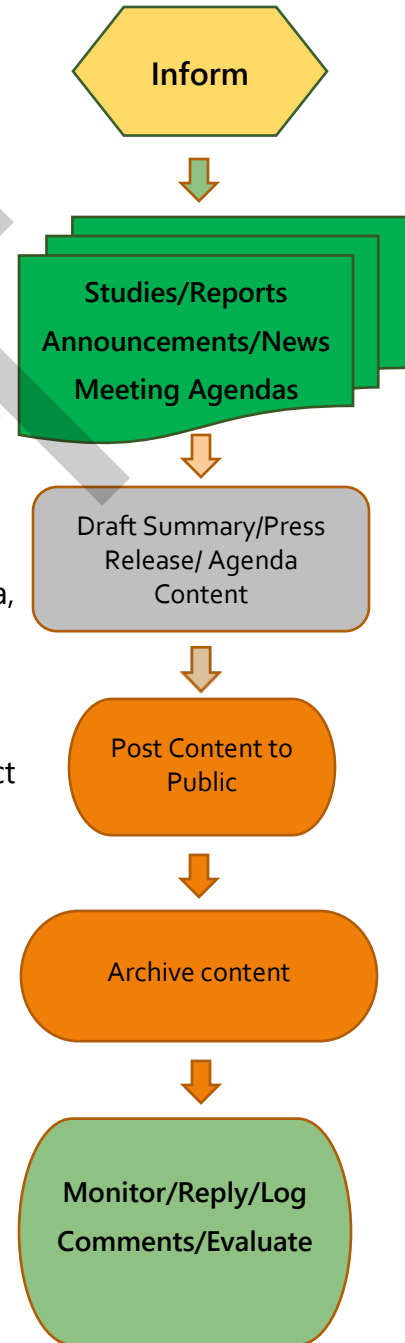 Inform
Studies/Reports
Announcements/News
Meeting Agendas
Draft Summary/Press
Release/ Agenda
Content
a,
Post Content to
Public
ct
Archive content
Monitor/Reply/Log
Comments/Evaluate